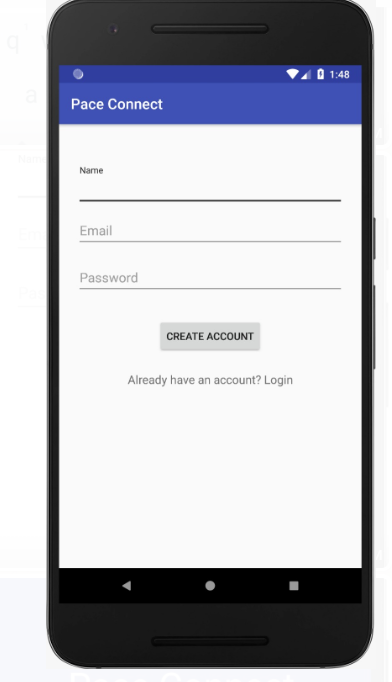 1:48
Pace Connect
Name
Email
Password
CREATE ACCOUNT
Already have an account? Login